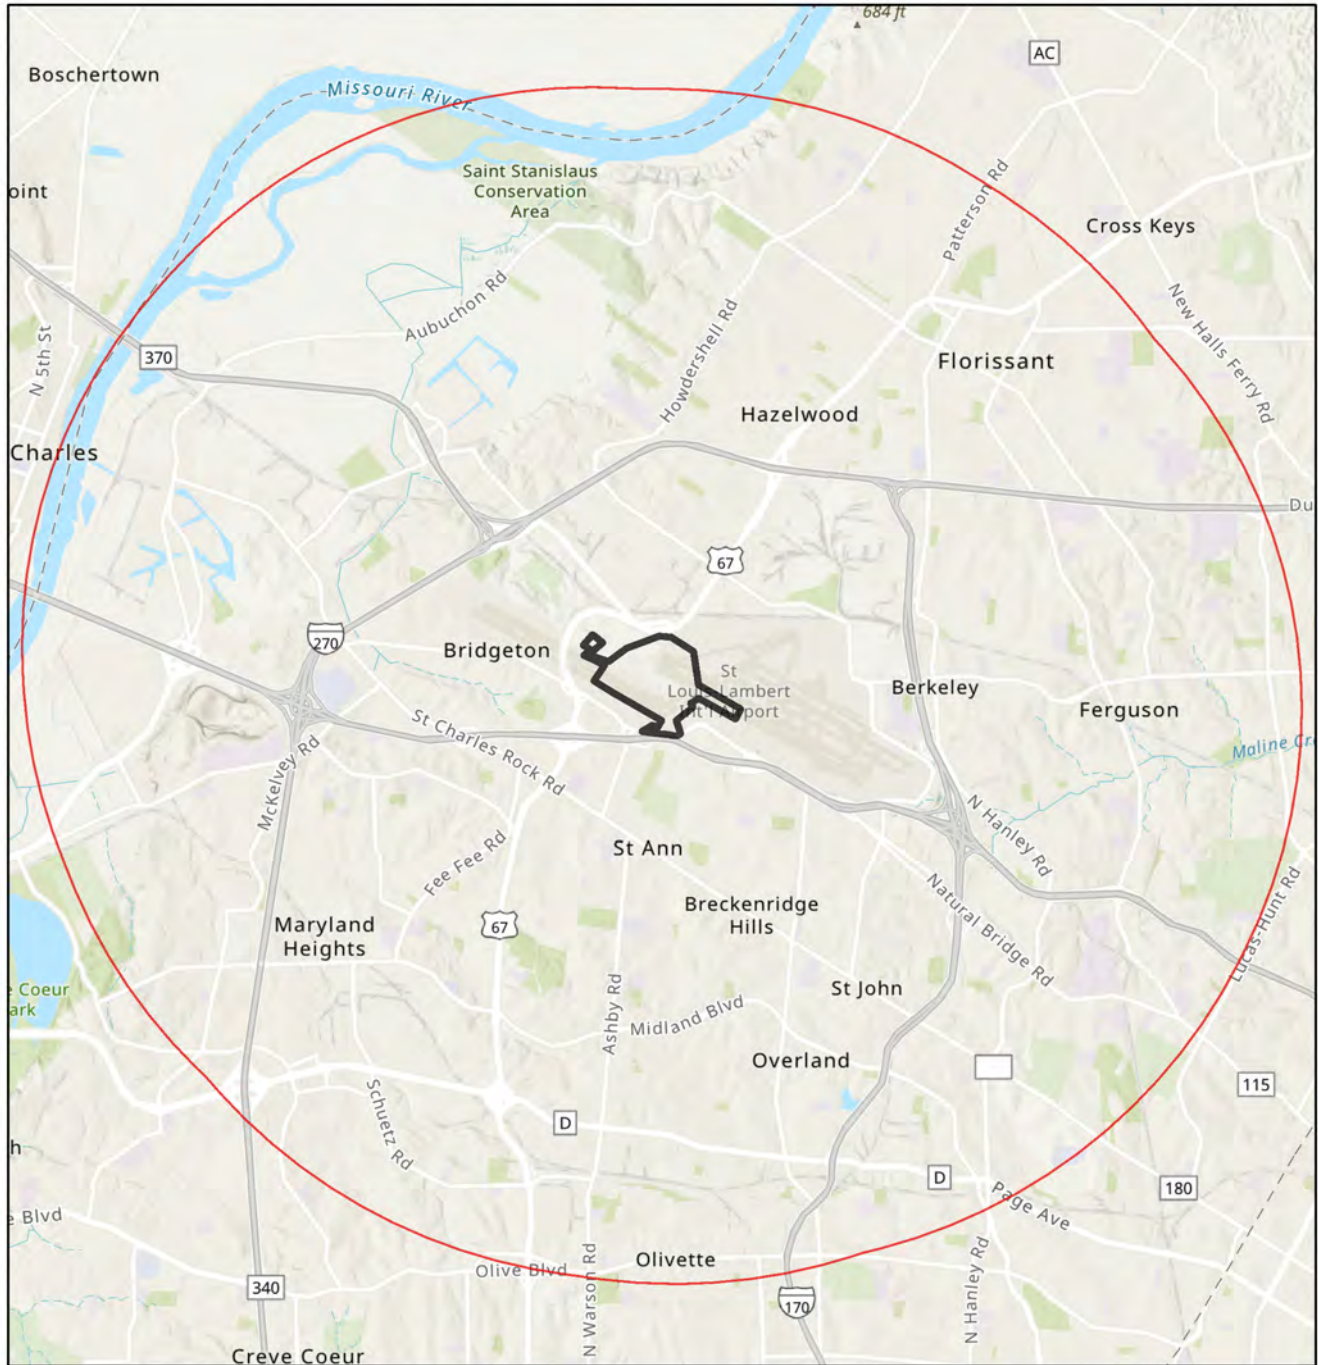 684 ft
AC
Boschertown
Missouri River
Saint Stanislaus
Conservation
Area
oint
Patterson Rd
Cross Keys
Aubuchon Rd
New Halls Ferry Rd
N 5th St
370
Howdershell Rd
Florissant
Hazelwood
Charles
Du
67
270
Bridgeton
St
Louis Lambert
Int'l Airport
Berkeley
Ferguson
St Charles Rock Rd
Maline Cr
McKelvey Rd
N Hanley Rd
St Ann
Fee Fee Rd
Natural Bridge Rd
Lucas-Hunt Rd
Breckenridge
Hills
67
Maryland
Heights
e Coeur
ark
St John
Ashby Rd
Midland Blvd
Overland
115
Schuetz Rd
D
h
D
180
Page Ave
e Blvd
Olivette
Olive Blvd
N Warson Rd
N Hanley Rd
340
170
Creve Coeur